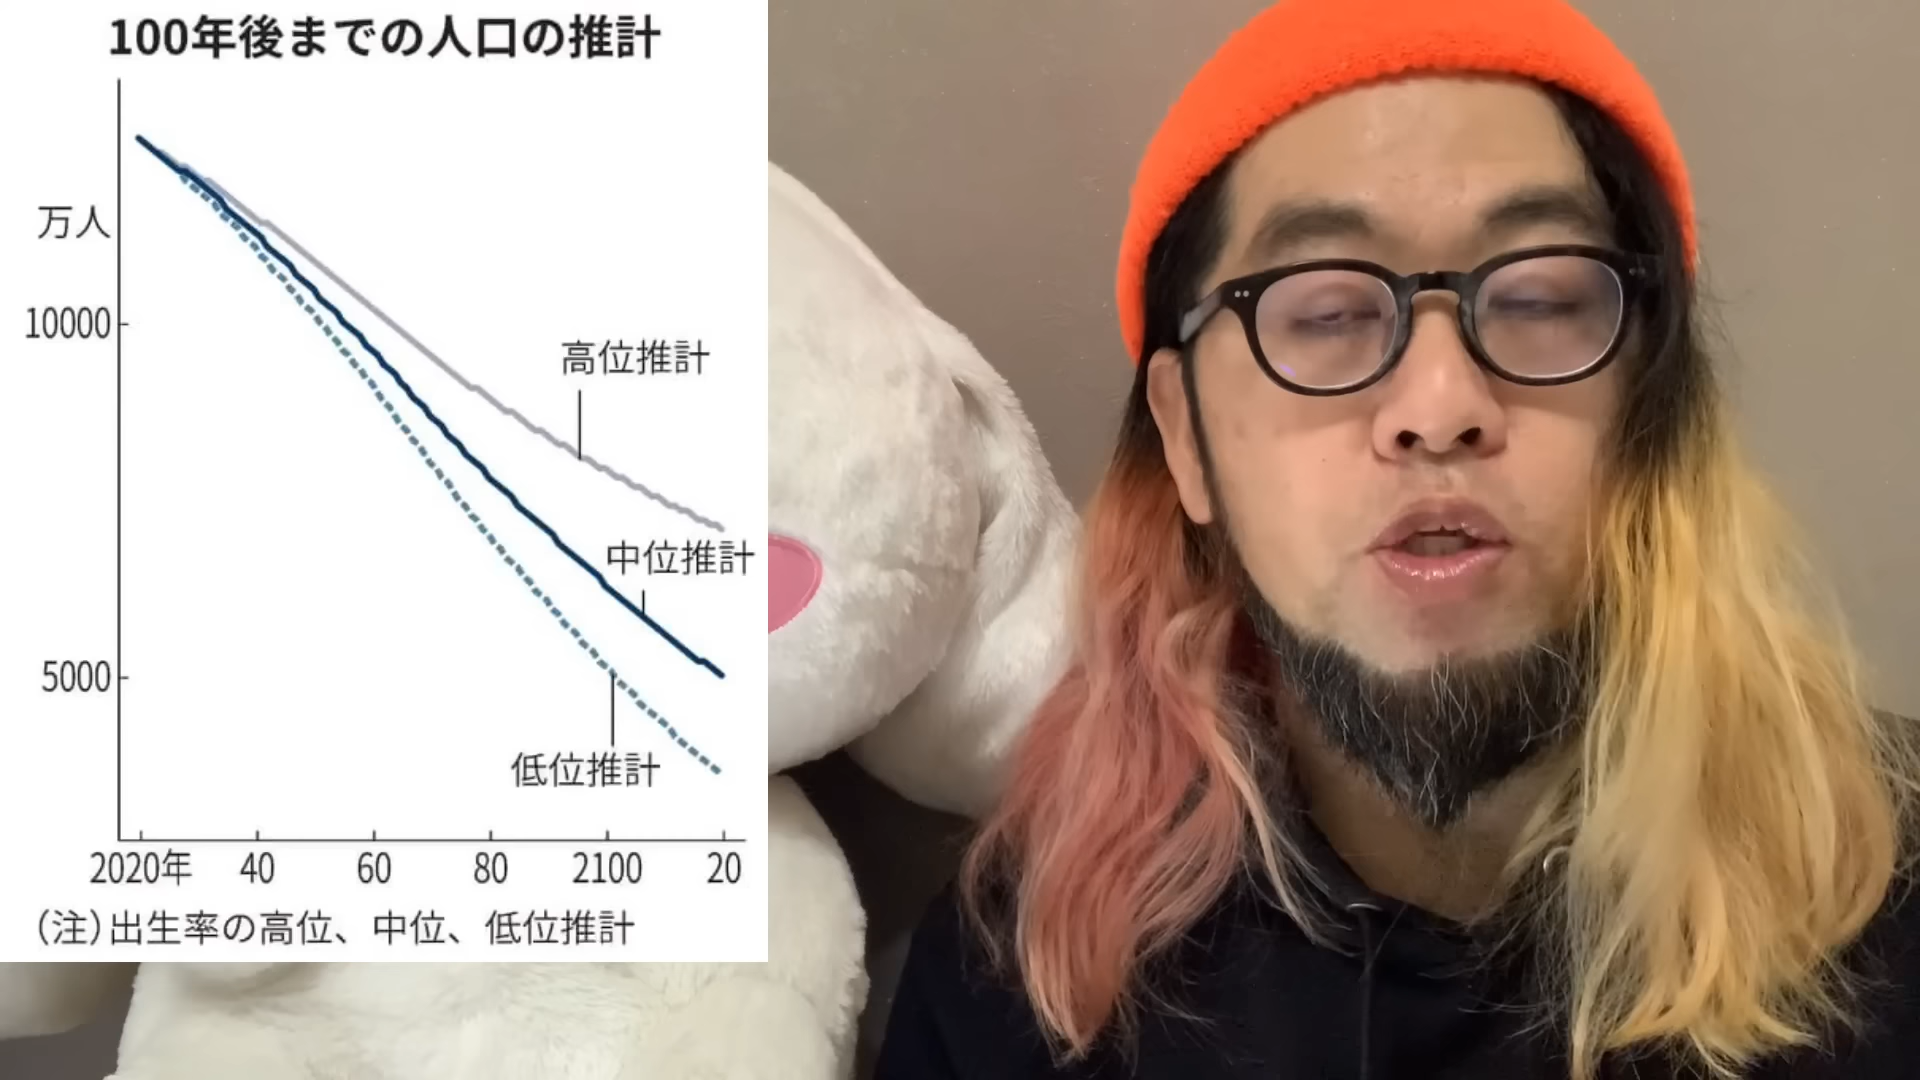 100年後までの人口の推計
万人
10000
高位推計
中位推計
5000
低位推計
2020年 40 60 80 2100 20
(注)出生率の高位、中位、低位推計